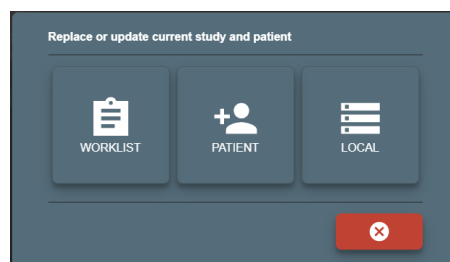 Replace or update current study and patient
WORKLIST
PATIENT
LOCAL